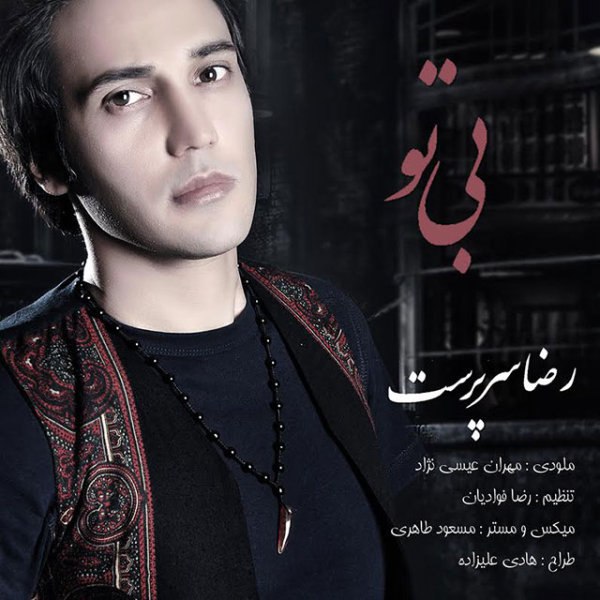 بی تو
رضا سرپرست
ملودی : مهران عیسی نژاد
تنظیم : رضا فوادیان
میکس و مستر : مسعود طاهری
طراح : هادی علیزاده